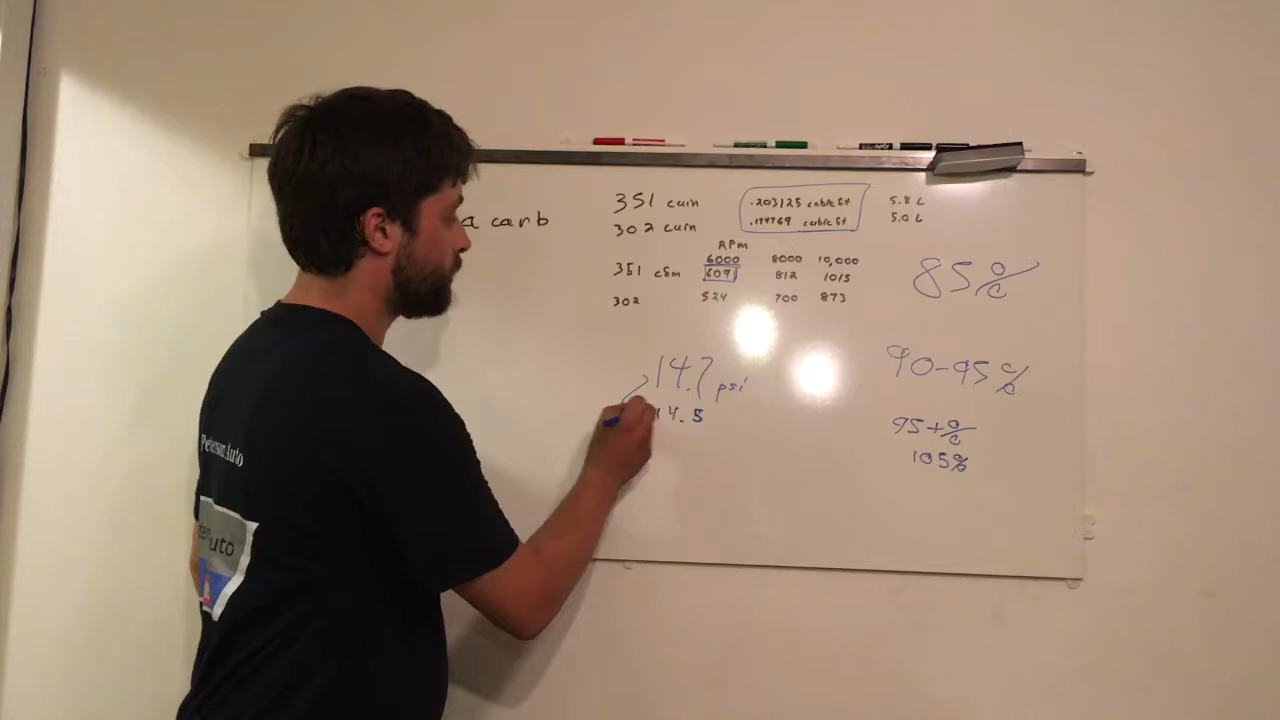 a carb
351 cuin .203125 cubic ft 5.8 L
302 cuin .174769 cubic ft 5.0 L
RPM
6000 8000 10,000
351 cfm 609 812 1015
302 524 700 873
85%
14.7 psi
14.5
90-95%
95+%
105%
Auto
uto